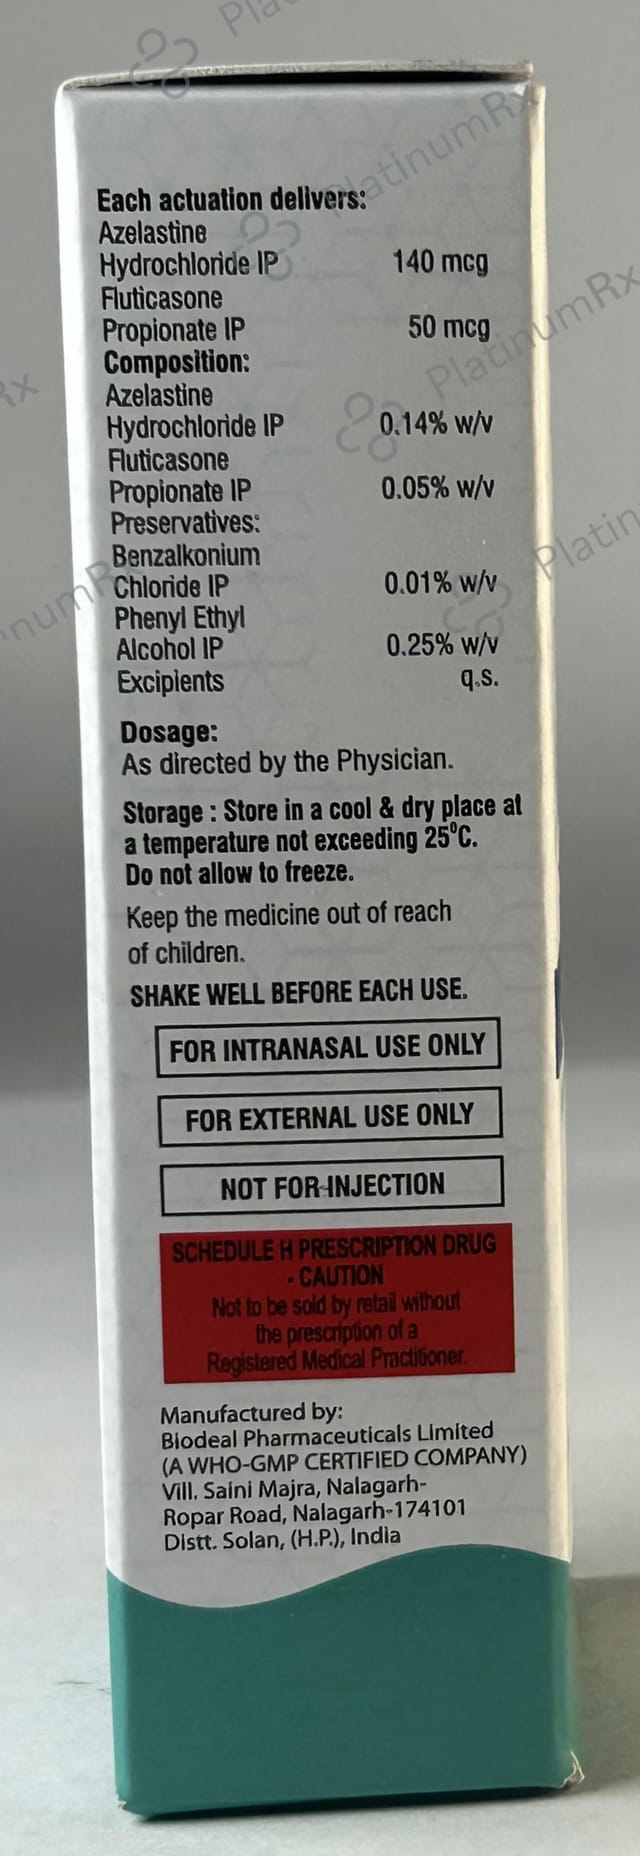 Each actuation delivers:
Azelastine
Hydrochloride IP 140 mcg
Fluticasone
Propionate IP 50 mcg
Composition:
Azelastine
Hydrochloride IP 0.14% w/v
Fluticasone
Propionate IP 0.05% w/v
Preservatives:
Benzalkonium
Chloride IP 0.01% w/v
Phenyl Ethyl
Alcohol IP 0.25% w/v
Excipients q.s.
Dosage:
As directed by the Physician.
Storage : Store in a cool & dry place at
a temperature not exceeding 25°C.
Do not allow to freeze.
Keep the medicine out of reach
of children.
SHAKE WELL BEFORE EACH USE.
FOR INTRANASAL USE ONLY
FOR EXTERNAL USE ONLY
NOT FOR INJECTION
SCHEDULE H PRESCRIPTION DRUG
- CAUTION
Not to be sold by retail without
the prescription of a
Registered Medical Practitioner.
Manufactured by:
Biodeal Pharmaceuticals Limited
(A WHO-GMP CERTIFIED COMPANY)
Vill. Saini Majra, Nalagarh-
Ropar Road, Nalagarh-174101
Distt. Solan, (H.P.), India
PlatinumRx
PlatinumRx